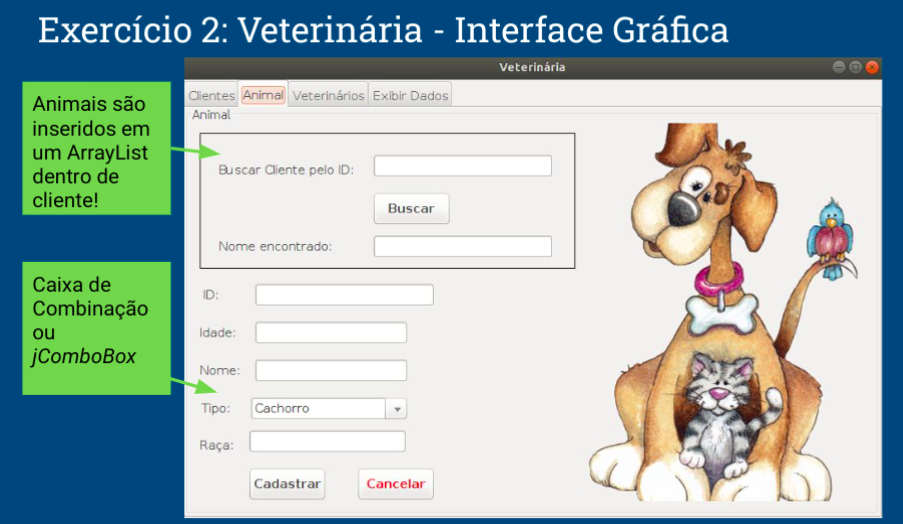 Exercício 2: Veterinária - Interface Gráfica
Veterinária
Clientes Animal Veterinários Exibir Dados
Animal
Animais são
inseridos em
um ArrayList
dentro de
cliente!
Buscar Cliente pelo ID:
Buscar
Nome encontrado:
Caixa de
Combinação
ou
jComboBox
ID:
Idade:
Nome:
Tipo: Cachorro
Raça:
Cadastrar Cancelar